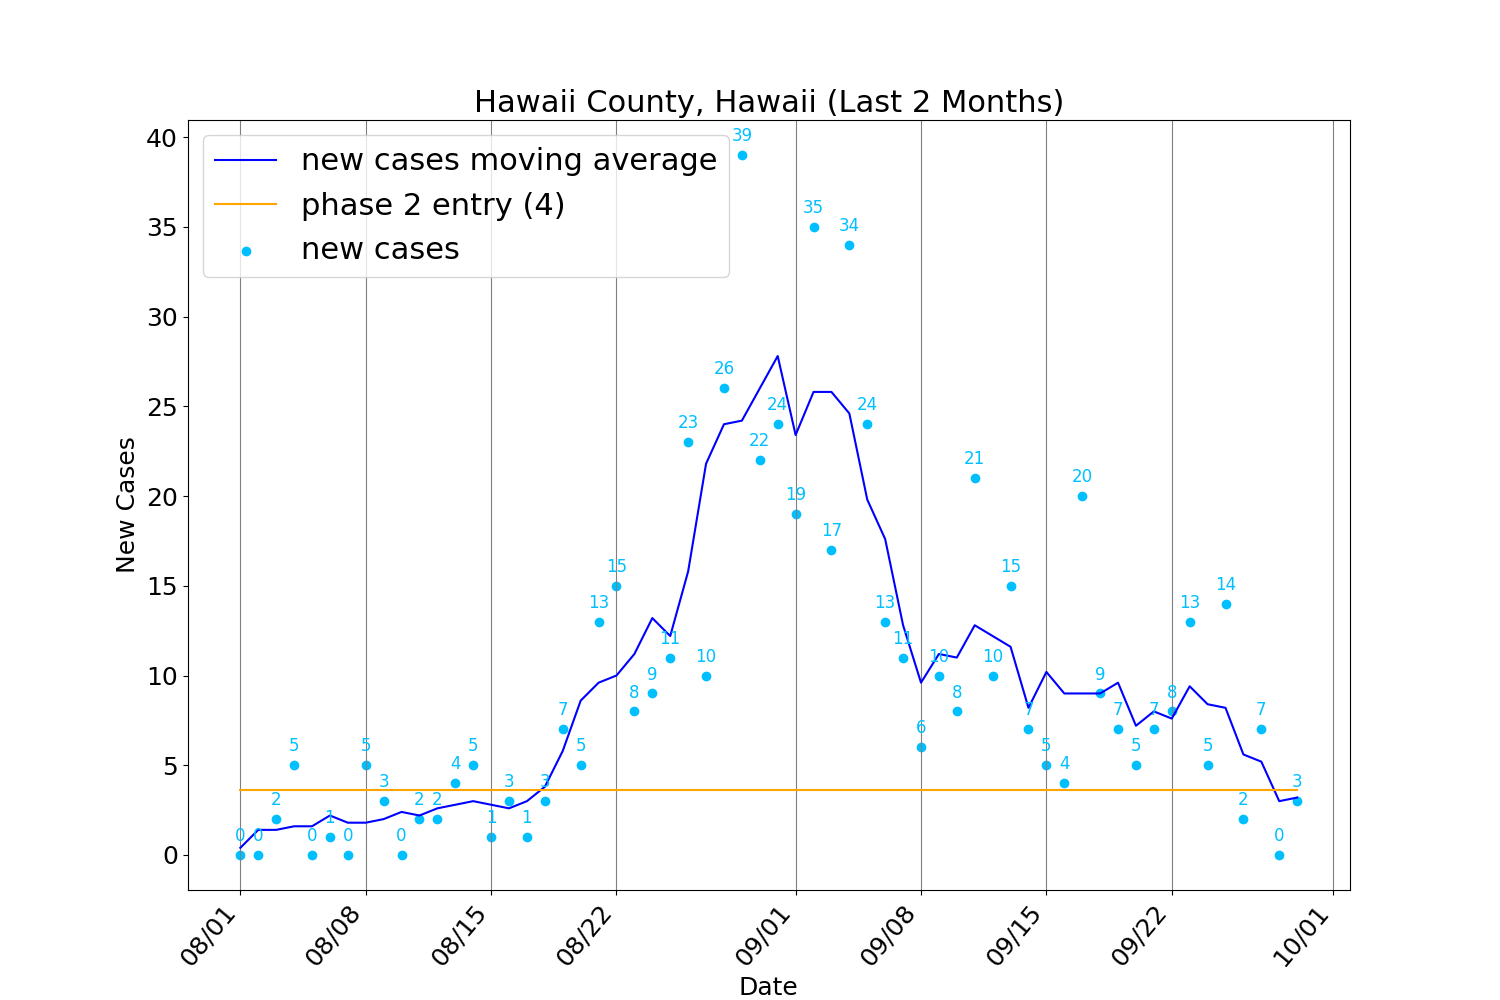 Hawaii County, Hawaii (Last 2 Months)
new cases moving average
phase 2 entry (4)
new cases
New Cases
40
35
30
25
20
15
10
5
0
0 0 2 5 0 1 0 5 3 0 2 2 4 5 1 3 1 3 7 5 13 15 8 9 11 23 10 26 39 22 24 19 35 17 34 24 13 11 6 10 8 21 10 15 7 5 4 20 9 7 5 7 8 13 5 14 2 7 0 3
08/01 08/08 08/15 08/22 09/01 09/08 09/15 09/22 10/01
Date